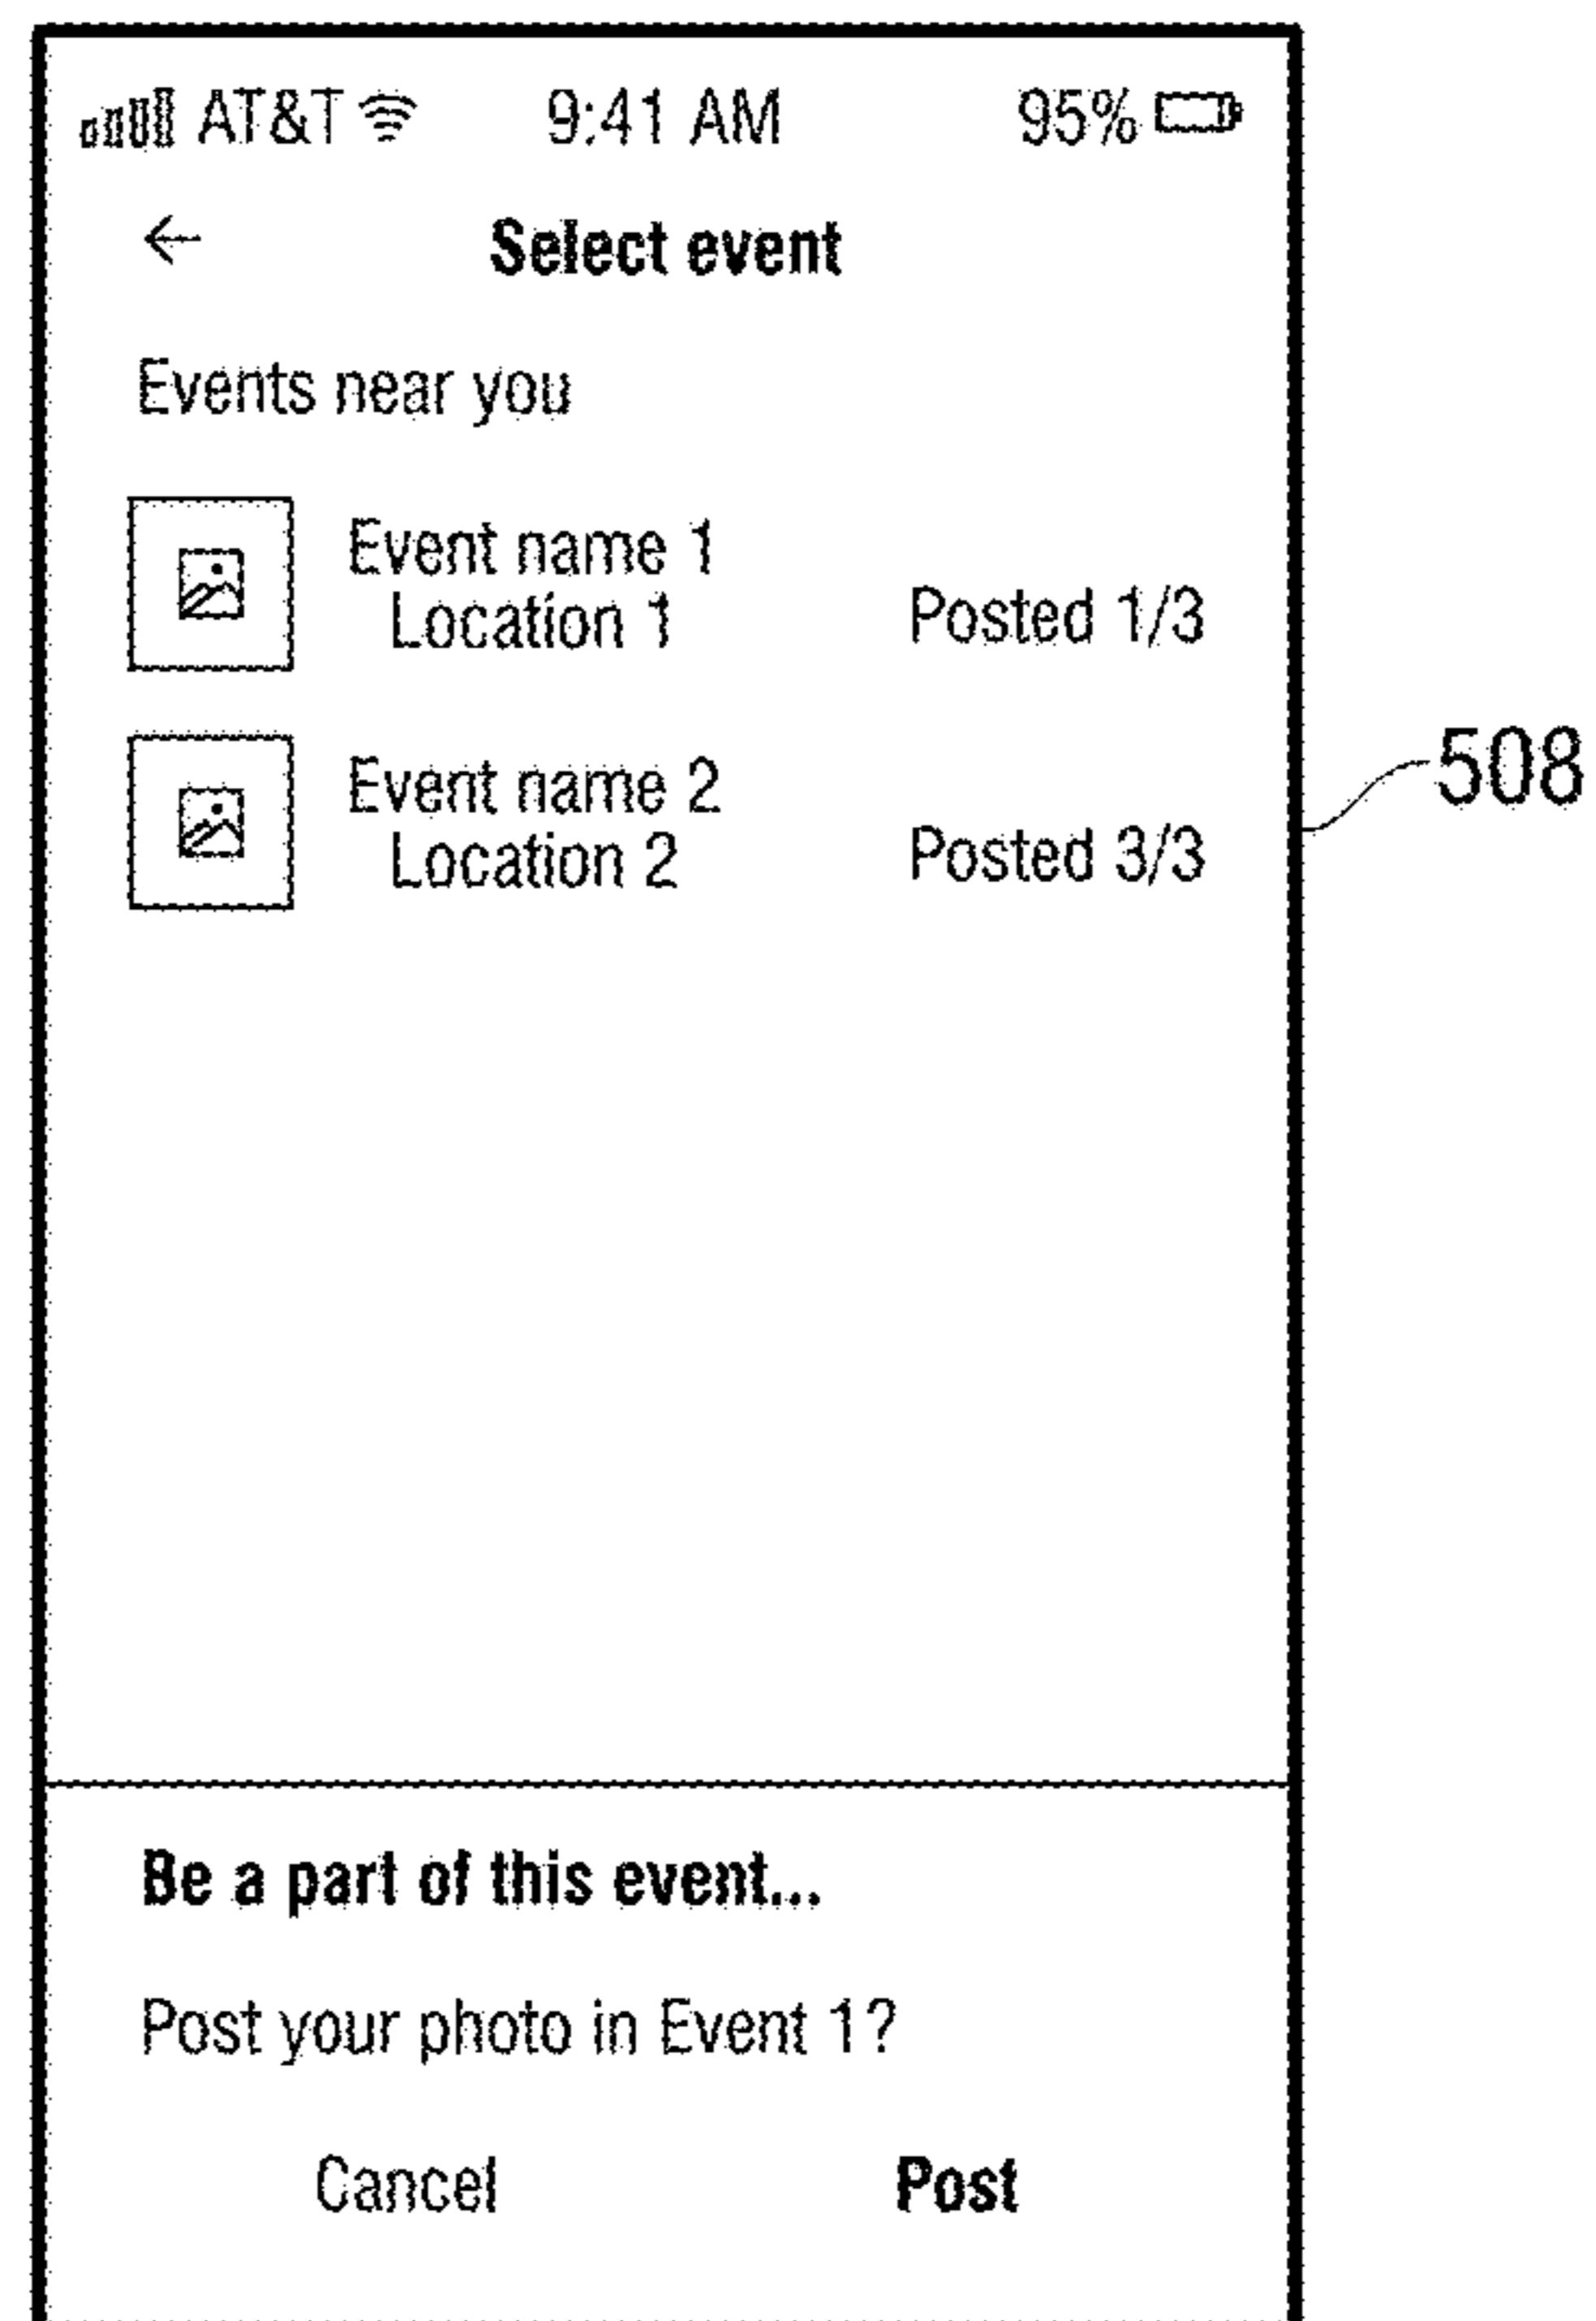 AT&T 9:41 AM 95%
Select event
Events near you
Event name 1
Location 1 Posted 1/3
Event name 2
Location 2 Posted 3/3
508
Be a part of this event...
Post your photo in Event 1?
Cancel Post